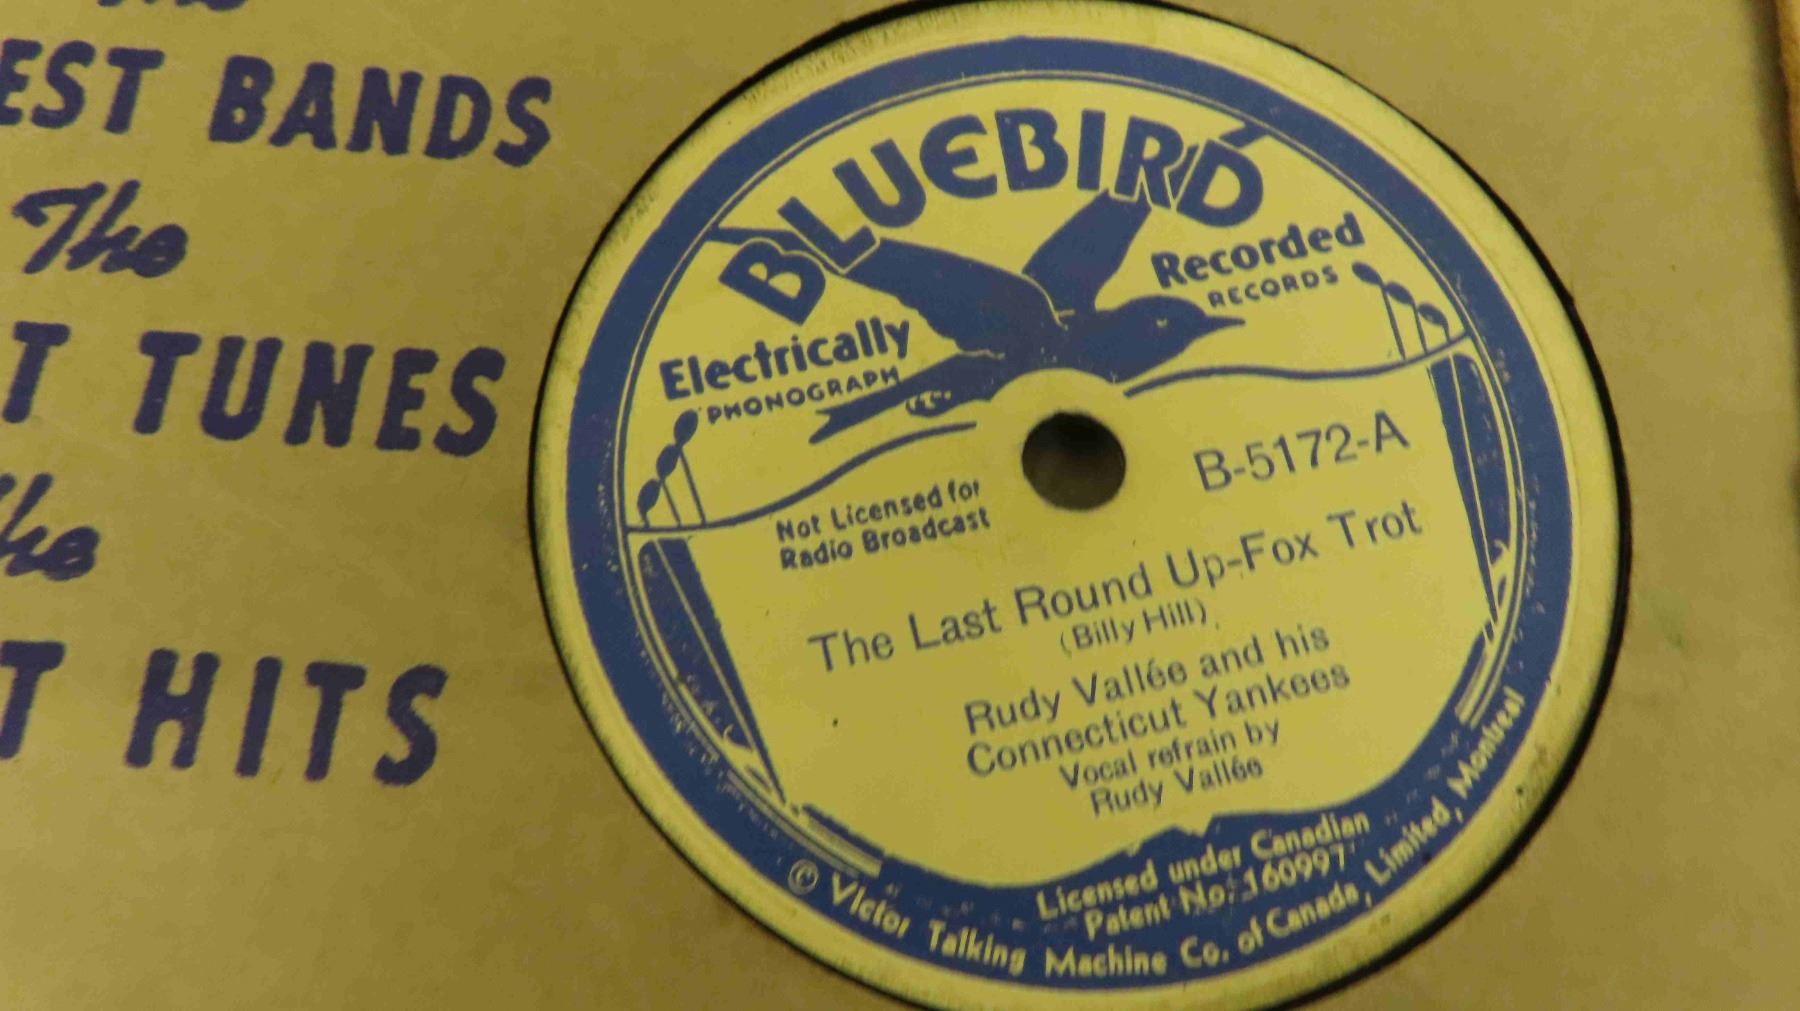 BANDS
The
TUNES
HITS
BLUEBIRD
Electrically
PHONOGRAPH
Recorded
RECORDS
B-5172-A
Not Licensed for
Radio Broadcast
The Last Round Up-Fox Trot
(Billy Hill)
Rudy Vallée and his
Connecticut Yankees
Vocal refrain by
Rudy Vallée
Licensed under Canadian
Patent No. 160997
© Victor Talking Machine Co. of Canada, Limited, Montreal